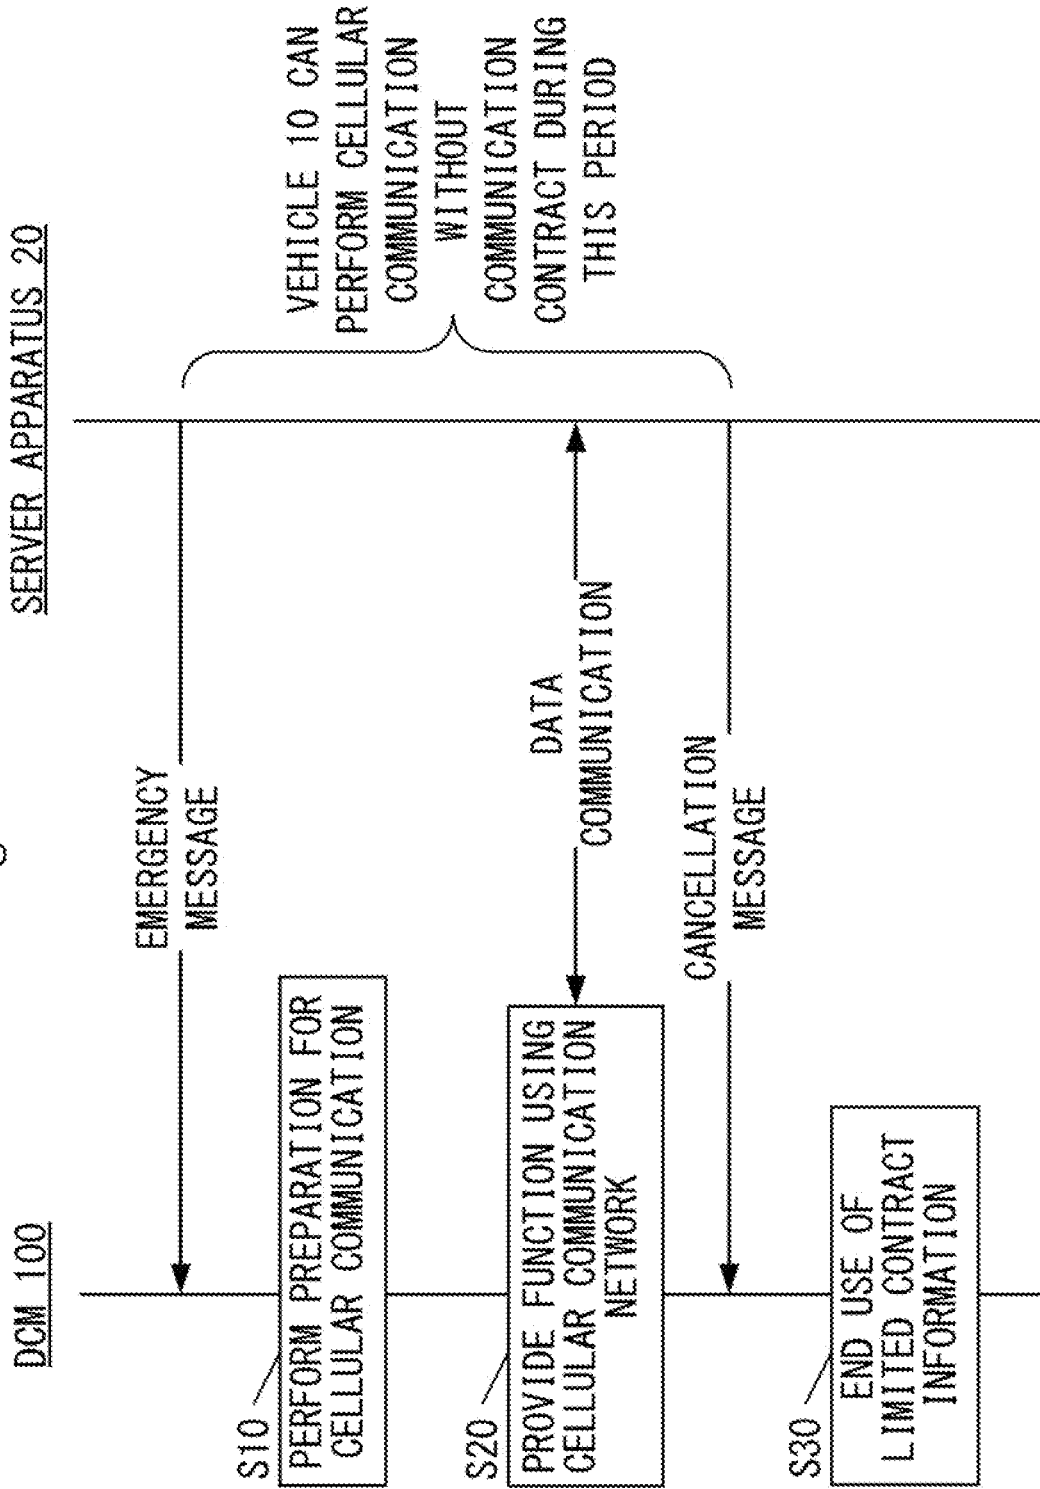 DCM 100
SERVER APPARATUS 20
EMERGENCY
MESSAGE
S10
PERFORM PREPARATION FOR
CELLULAR COMMUNICATION
VEHICLE 10 CAN
PERFORM CELLULAR
COMMUNICATION
WITHOUT
COMMUNICATION
CONTRACT DURING
THIS PERIOD
S20
PROVIDE FUNCTION USING
CELLULAR COMMUNICATION
NETWORK
DATA
COMMUNICATION
CANCELLATION
MESSAGE
S30
END USE OF
LIMITED CONTRACT
INFORMATION